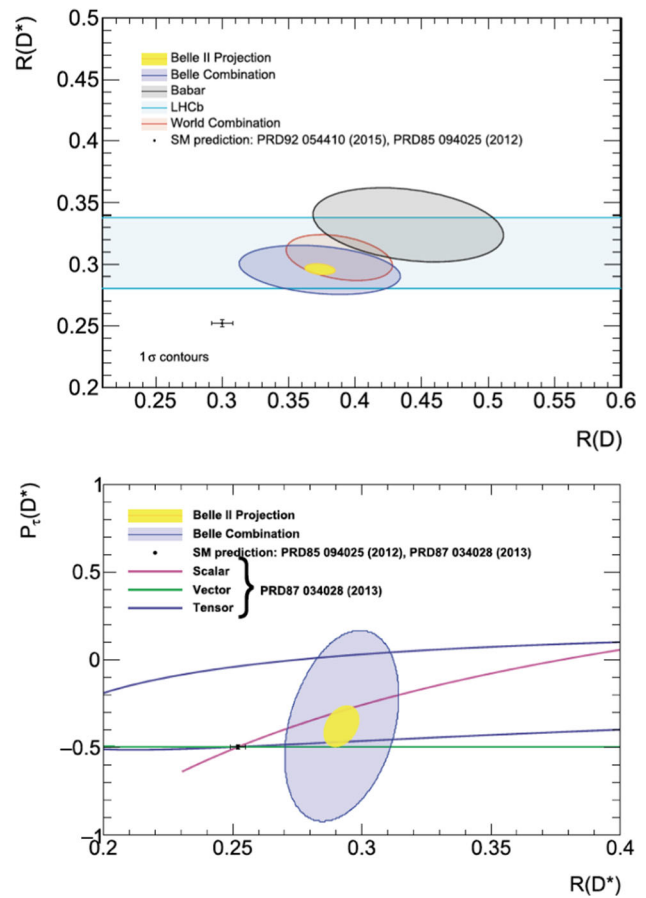 R(D*)
0.5
0.45
0.4
0.35
0.3
0.25
0.2
Belle II Projection
Belle Combination
Babar
LHCb
World Combination
SM prediction: PRD92 054410 (2015), PRD85 094025 (2012)
1σ contours
0.25 0.3 0.35 0.4 0.45 0.5 0.55 0.6
R(D)
Pτ(D*)
1
0.5
0
−0.5
−1
Belle II Projection
Belle Combination
SM prediction: PRD85 094025 (2012), PRD87 034028 (2013)
Scalar
Vector
Tensor
} PRD87 034028 (2013)
0.2 0.25 0.3 0.35 0.4
R(D*)